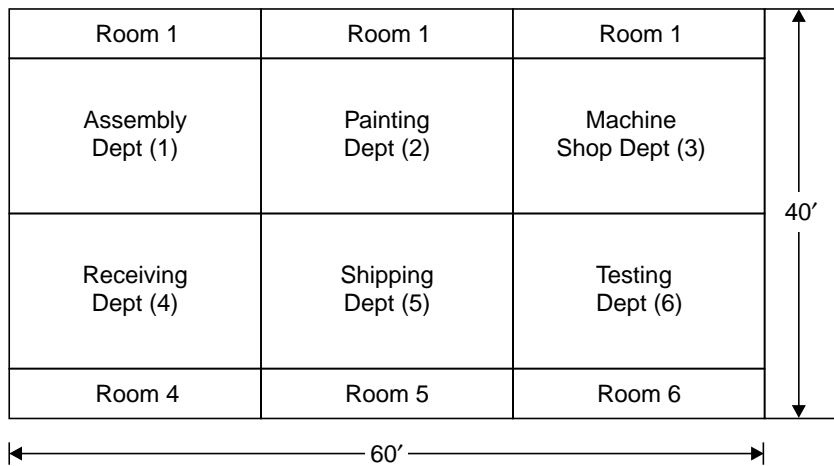 Room 1
Room 1
Room 1
Assembly
Dept (1)
Painting
Dept (2)
Machine
Shop Dept (3)
40′
Receiving
Dept (4)
Shipping
Dept (5)
Testing
Dept (6)
Room 4
Room 5
Room 6
60′